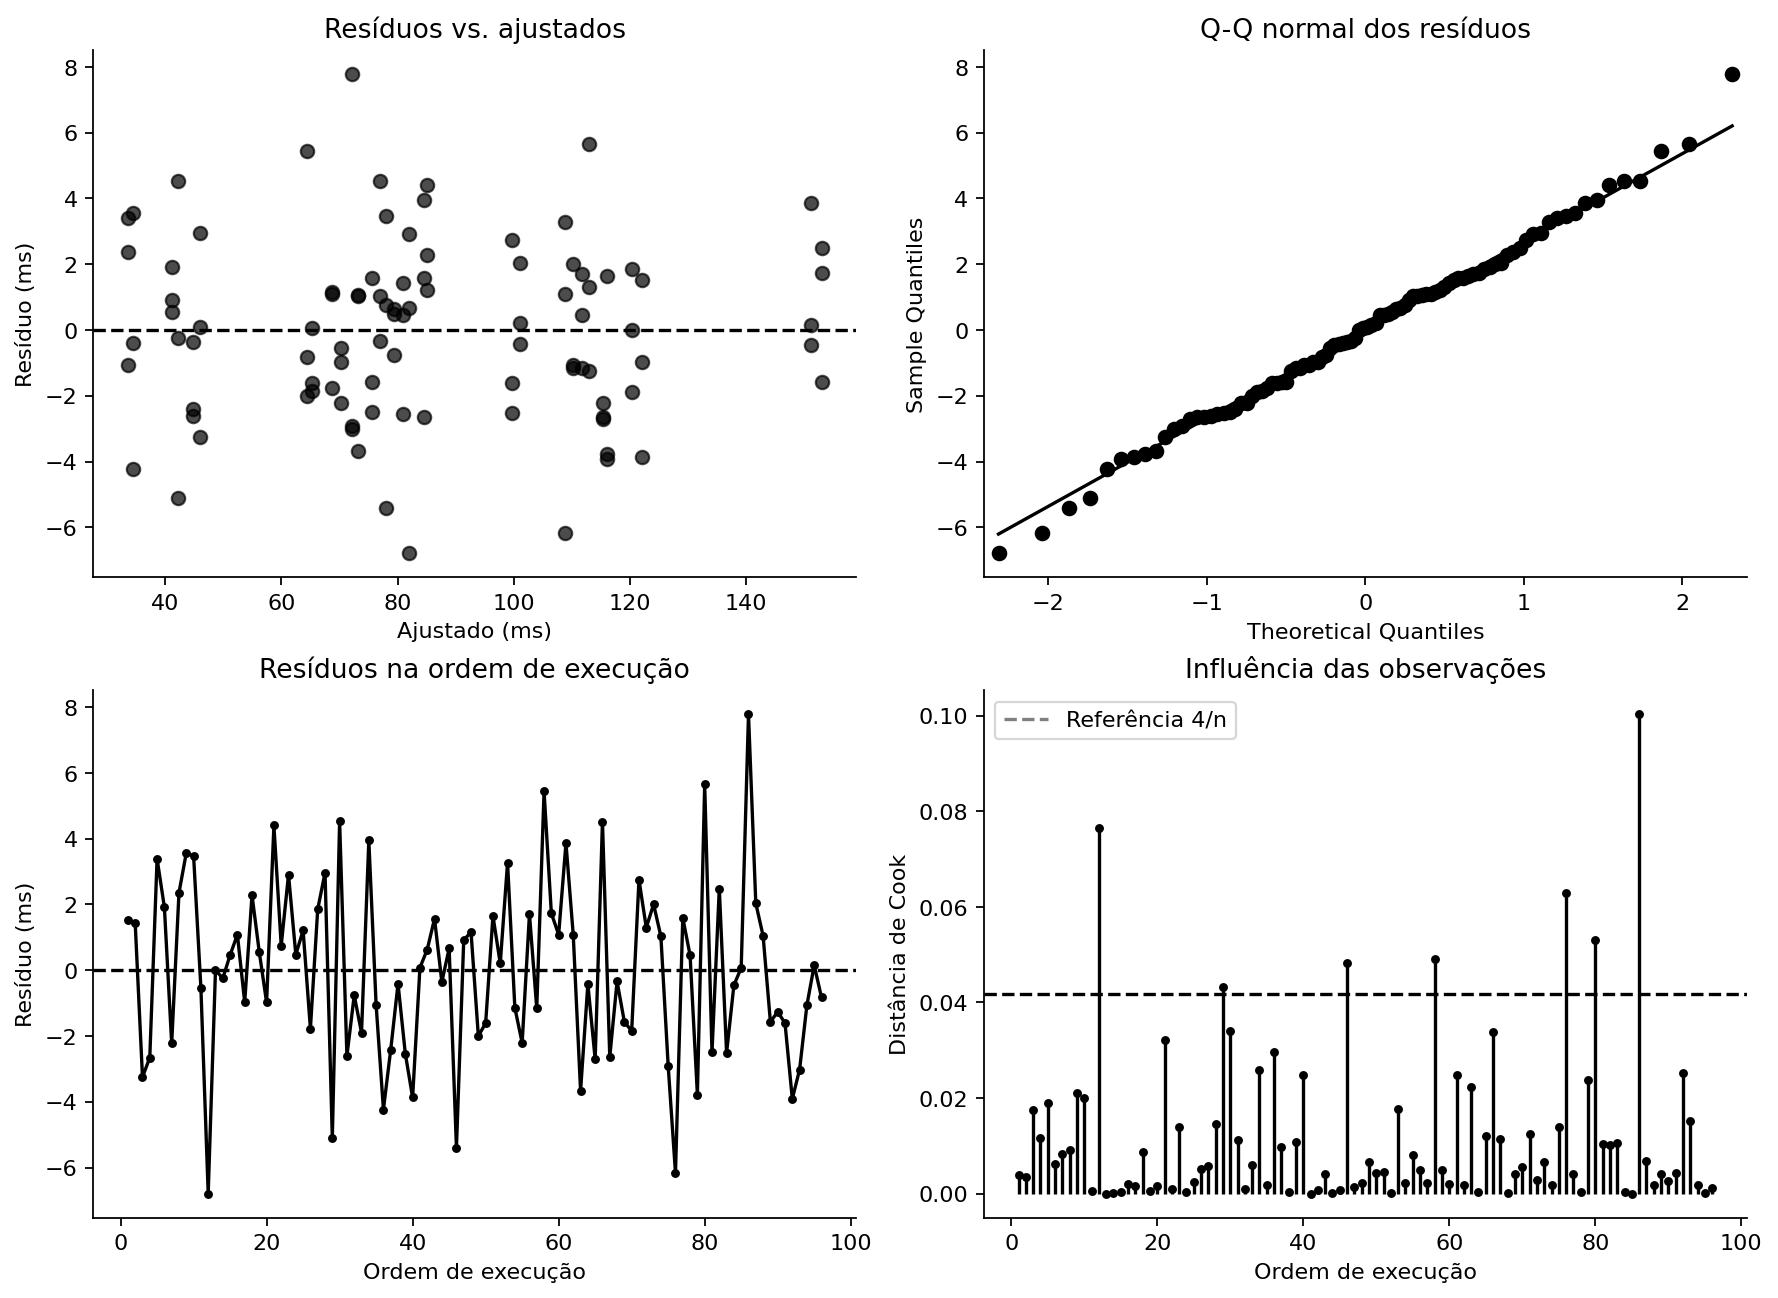 Resíduos vs. ajustados
8
6
4
2
0
−2
−4
−6
40 60 80 100 120 140
Resíduo (ms)
Ajustado (ms)
Q-Q normal dos resíduos
8
6
4
2
0
−2
−4
−6
−2 −1 0 1 2
Sample Quantiles
Theoretical Quantiles
Resíduos na ordem de execução
8
6
4
2
0
−2
−4
−6
0 20 40 60 80 100
Resíduo (ms)
Ordem de execução
Influência das observações
Referência 4/n
0.10
0.08
0.06
0.04
0.02
0.00
0 20 40 60 80 100
Distância de Cook
Ordem de execução